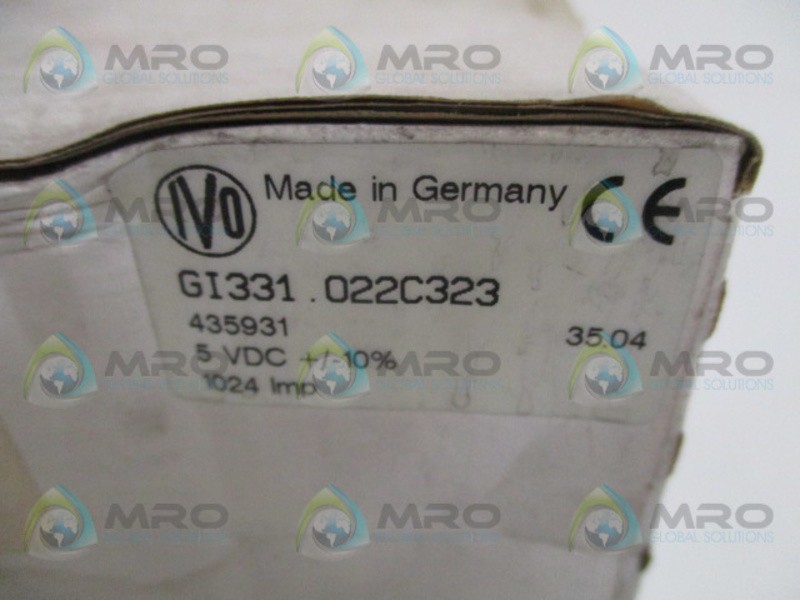 MRO GLOBAL SOLUTIONS
IVO Made in Germany CE
GI331.022C323
435931
35.04
5 VDC +/-10%
1024 Imp